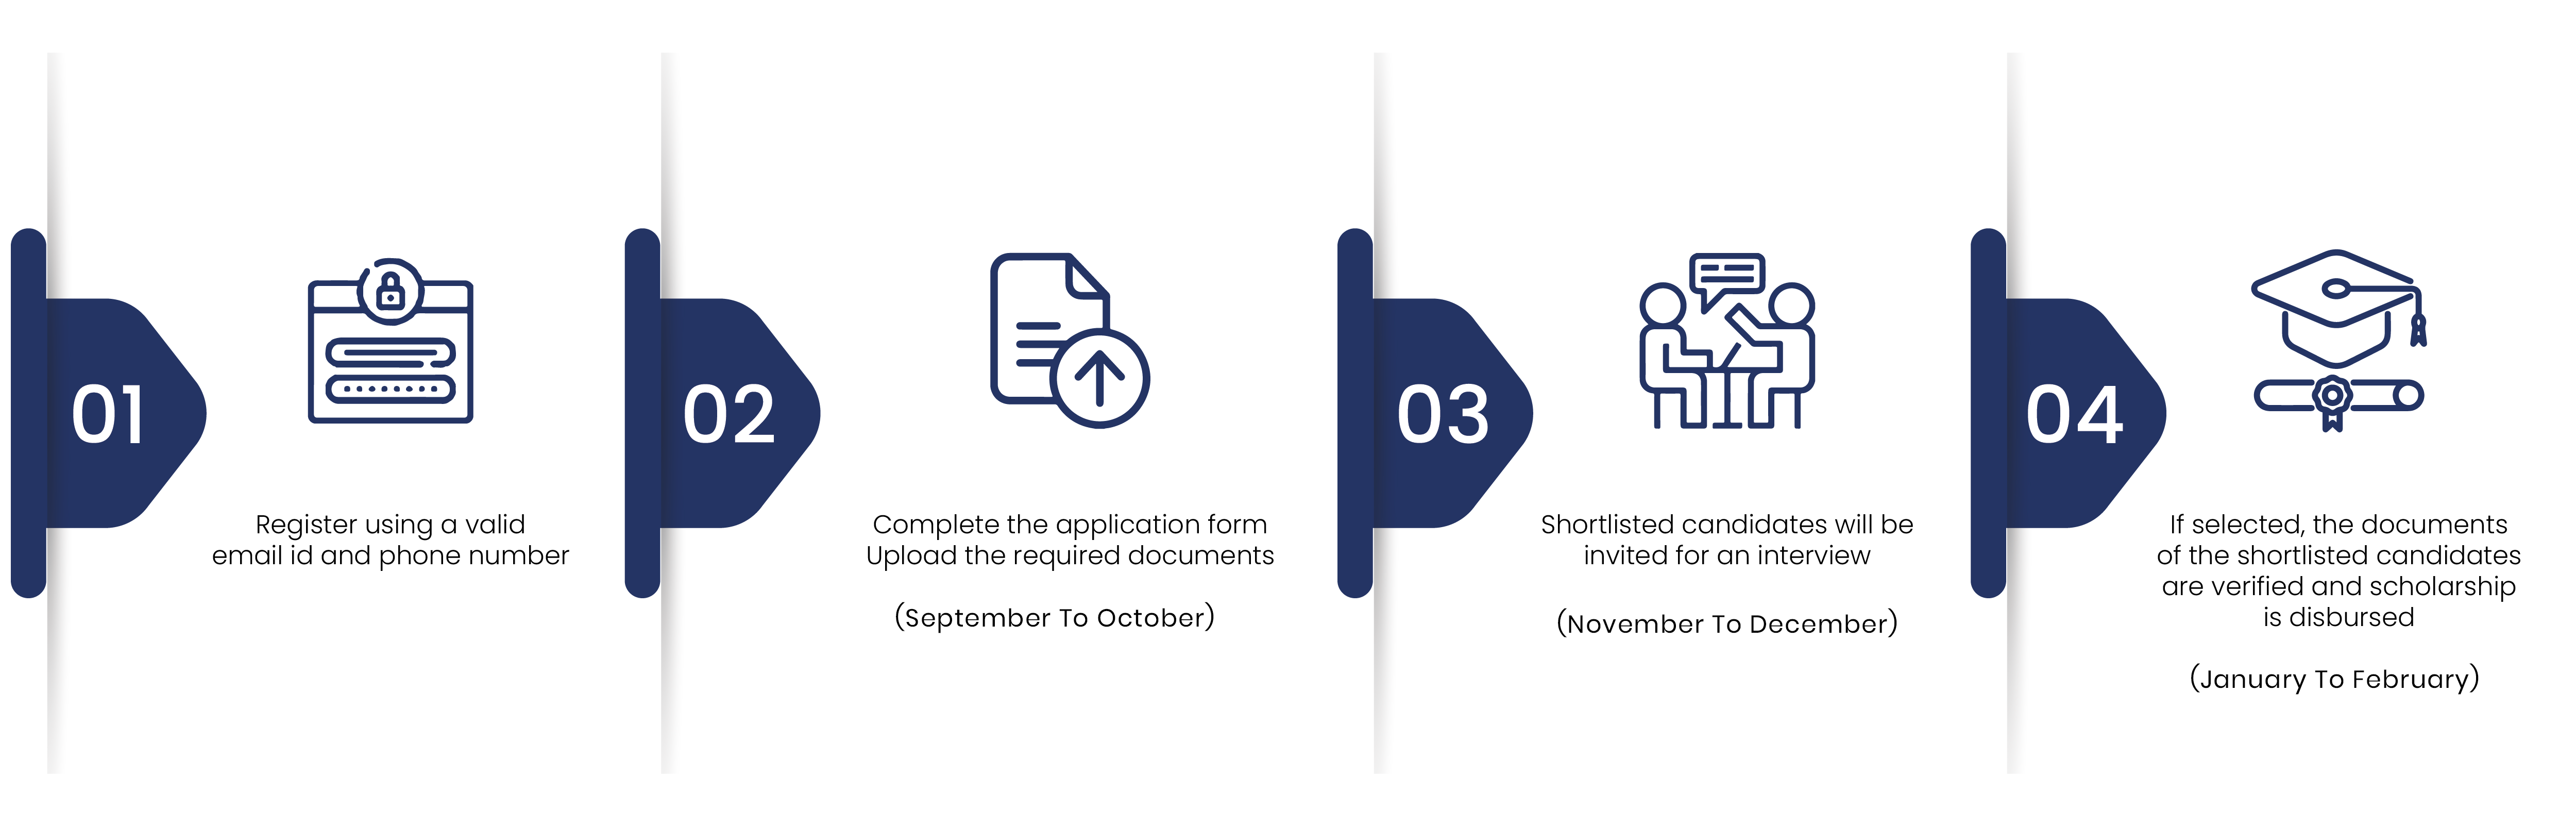 01
Register using a valid
email id and phone number
02
Complete the application form
Upload the required documents
(September To October)
03
Shortlisted candidates will be
invited for an interview
(November To December)
04
If selected, the documents
of the shortlisted candidates
are verified and scholarship
is disbursed
(January To February)